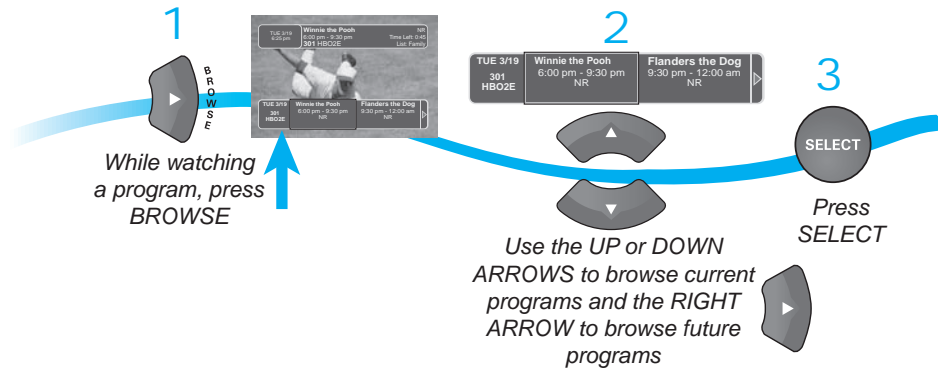 1
BROWSE
While watching
a program, press
BROWSE
TUE 3/19
6:25 pm
Winnie the Pooh
6:00 pm - 9:30 pm
301 HBO2E
NR
Time Left: 0:45
List: Family
TUE 3/19
301
HBO2E
Winnie the Pooh
6:00 pm - 9:30 pm
NR
Flanders the Dog
9:30 pm - 12:00 am
NR
2
TUE 3/19
301
HBO2E
Winnie the Pooh
6:00 pm - 9:30 pm
NR
Flanders the Dog
9:30 pm - 12:00 am
NR
Use the UP or DOWN
ARROWS to browse current
programs and the RIGHT
ARROW to browse future
programs
3
SELECT
Press
SELECT